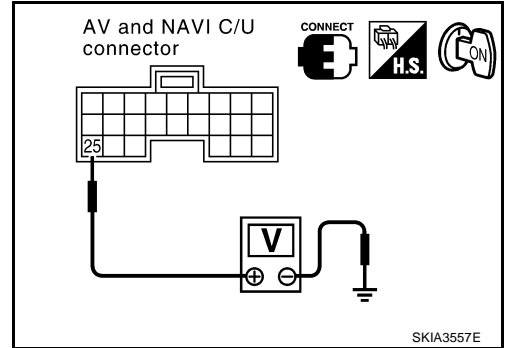 AV and NAVI C/U
connector
CONNECT
H.S.
ON
25
V
SKIA3557E